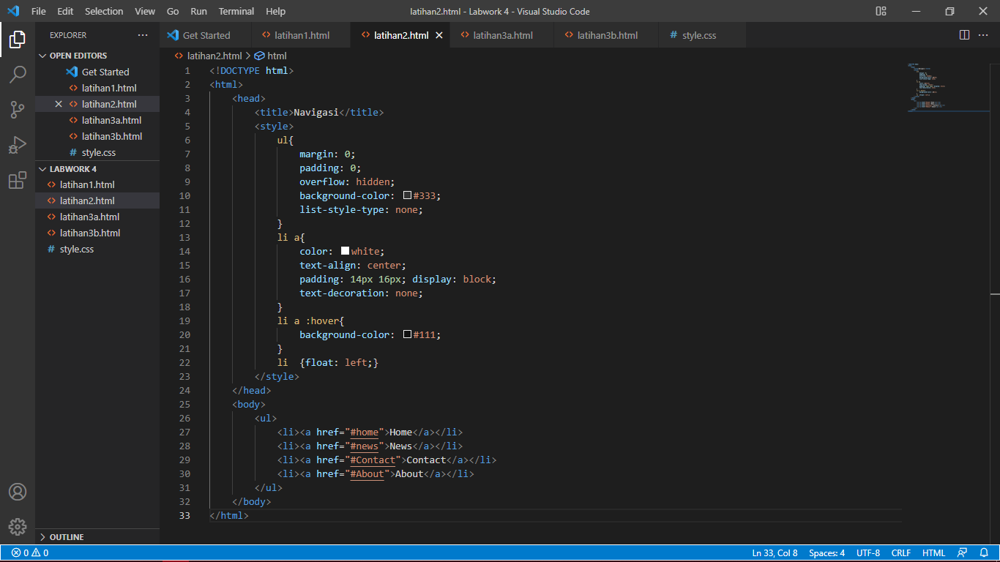 File Edit Selection View Go Run Terminal Help latihan2.html - Labwork 4 - Visual Studio Code
EXPLORER
OPEN EDITORS
Get Started
latihan1.html
latihan2.html
latihan3a.html
latihan3b.html
style.css
LABWORK 4
latihan1.html
latihan2.html
latihan3a.html
latihan3b.html
style.css
OUTLINE
Get Started latihan1.html latihan2.html latihan3a.html latihan3b.html style.css
latihan2.html > html
1 <!DOCTYPE html>
2 <html>
3 <head>
4 <title>Navigasi</title>
5 <style>
6 ul{
7 margin: 0;
8 padding: 0;
9 overflow: hidden;
10 background-color: #333;
11 list-style-type: none;
12 }
13 li a{
14 color: white;
15 text-align: center;
16 padding: 14px 16px; display: block;
17 text-decoration: none;
18 }
19 li a :hover{
20 background-color: #111;
21 }
22 li  {float: left;}
23 </style>
24 </head>
25 <body>
26 <ul>
27 <li><a href="#home">Home</a></li>
28 <li><a href="#news">News</a></li>
29 <li><a href="#Contact">Contact</a></li>
30 <li><a href="#About">About</a></li>
31 </ul>
32 </body>
33 </html>
0 0 Ln 33, Col 8 Spaces: 4 UTF-8 CRLF HTML